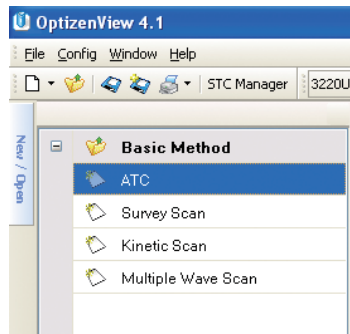 OptizenView 4.1
File Config Window Help
STC Manager 3220U
New / Open
Basic Method
ATC
Survey Scan
Kinetic Scan
Multiple Wave Scan